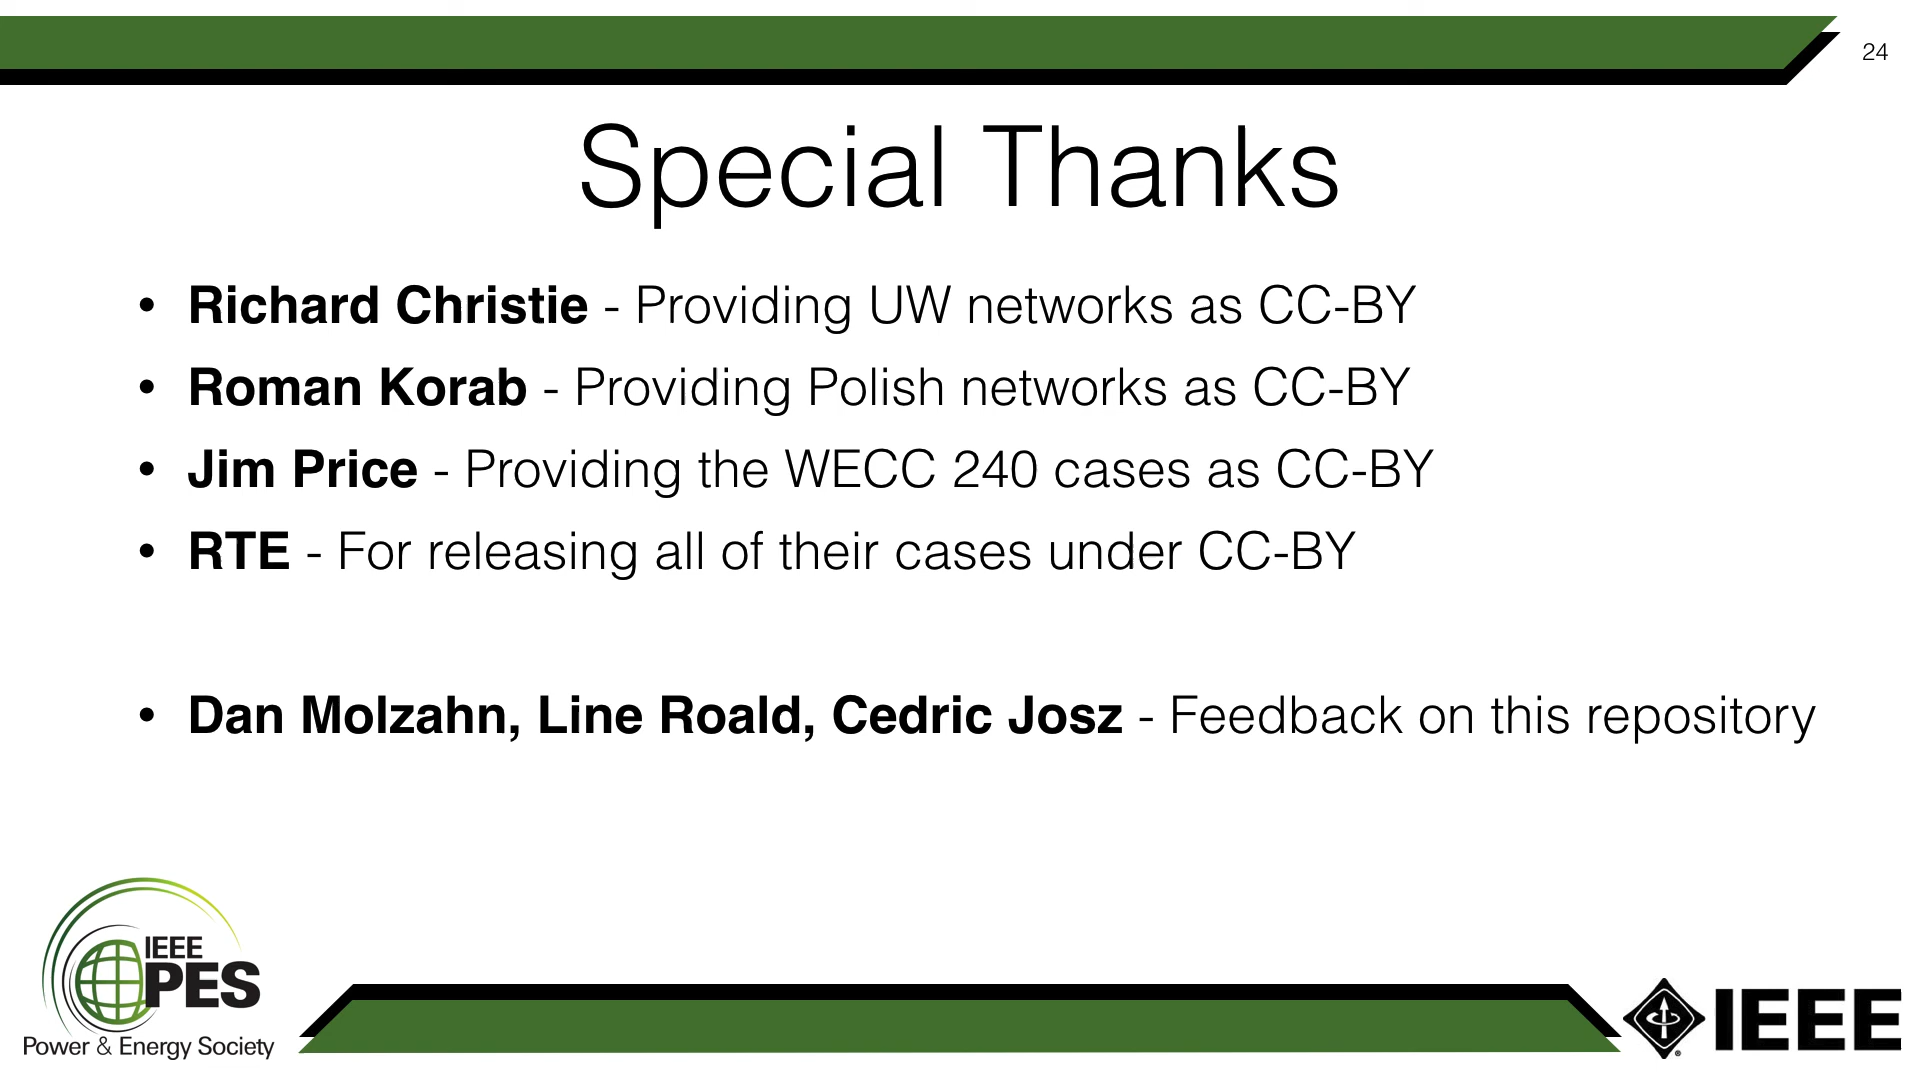 24
Special Thanks
• Richard Christie - Providing UW networks as CC-BY
• Roman Korab - Providing Polish networks as CC-BY
• Jim Price - Providing the WECC 240 cases as CC-BY
• RTE - For releasing all of their cases under CC-BY
• Dan Molzahn, Line Roald, Cedric Josz - Feedback on this repository
IEEE
PES
Power & Energy Society
IEEE
®